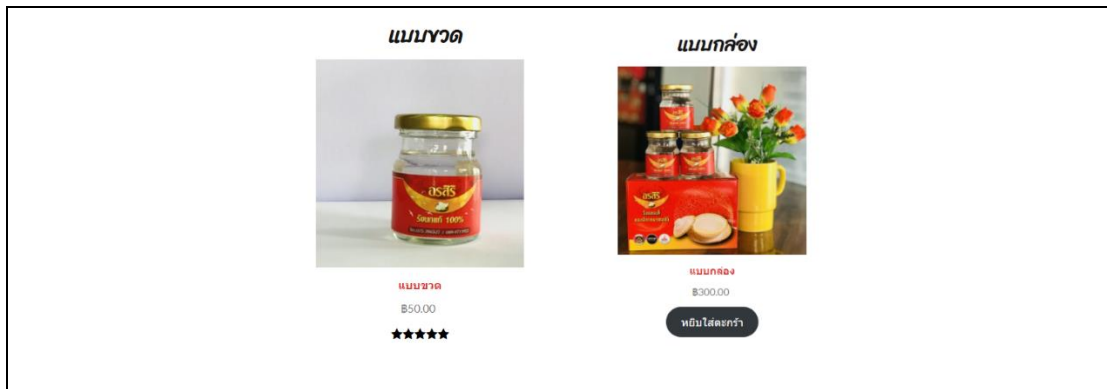 แบบขวด
แบบกล่อง
อรสิริ
รังนกแท้ 100%
อรสิริ
แบบขวด
฿50.00
แบบกล่อง
฿300.00
หยิบใส่ตะกร้า